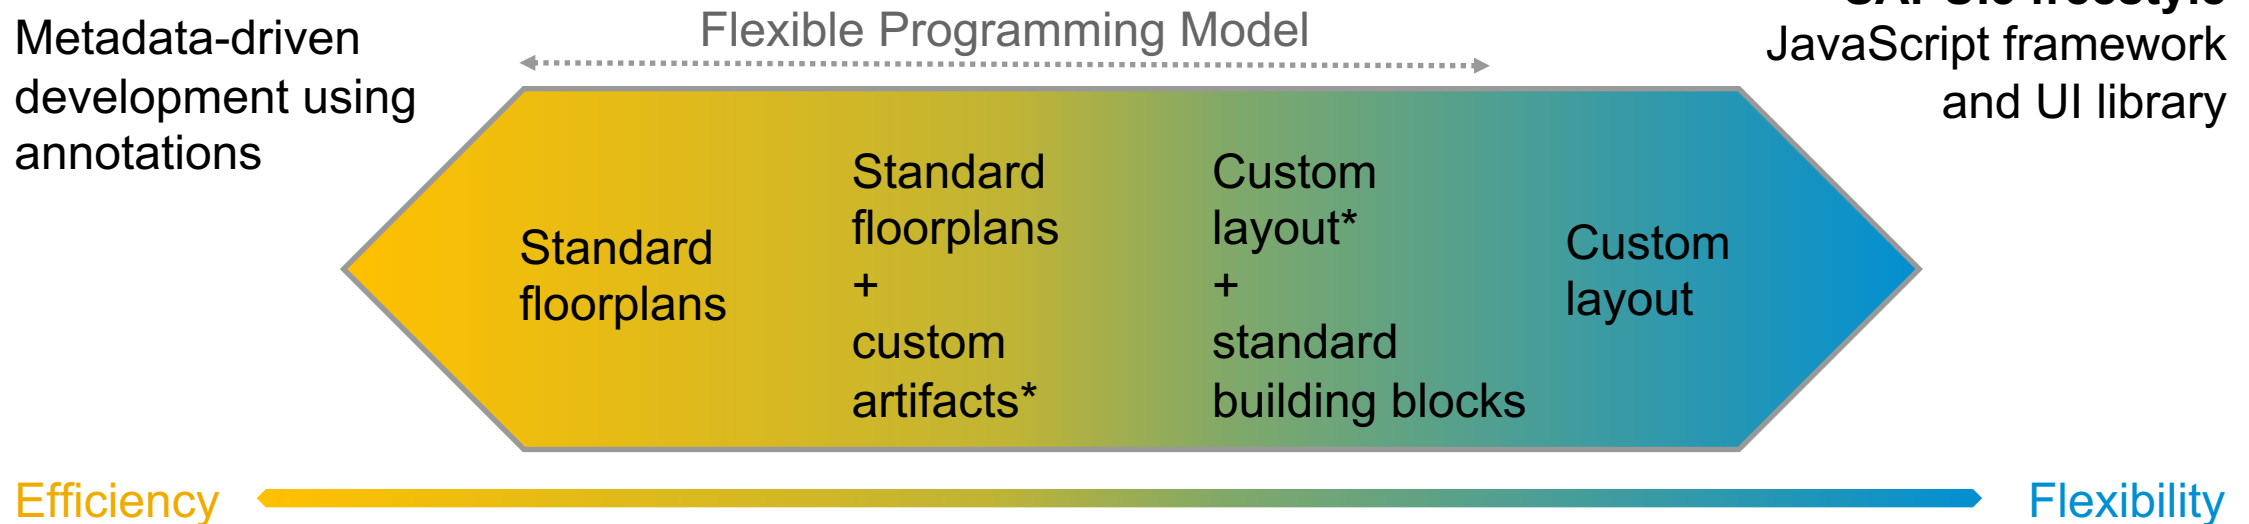 Metadata-driven
development using
annotations
Flexible Programming Model
JavaScript framework
and UI library
Standard
floorplans
Standard
floorplans
+
custom
artifacts*
Custom
layout*
+
standard
building blocks
Custom
layout
Efficiency
Flexibility